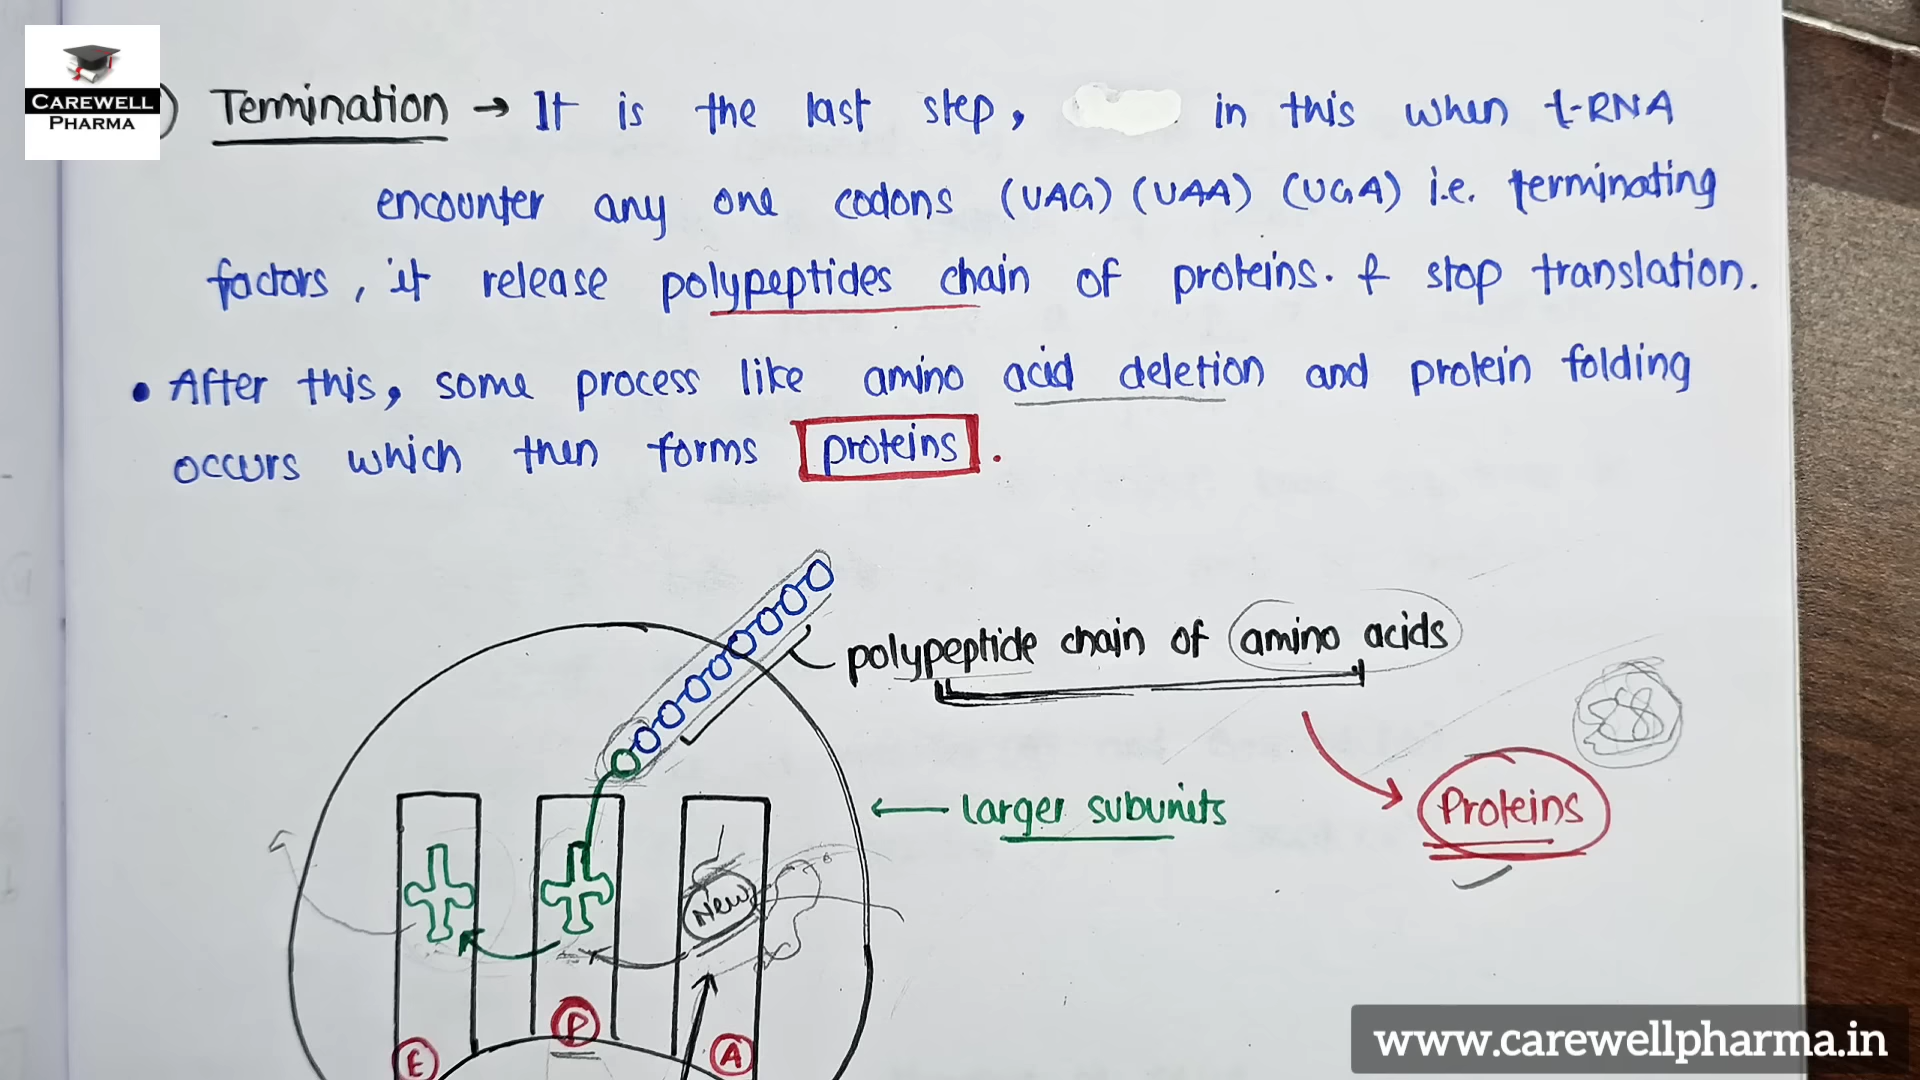 CAREWELL
PHARMA
) Termination → It is the last step, in this when t-RNA
encounter any one codons (UAG) (UAA) (UGA) i.e. terminating
factors, it release polypeptides chain of proteins. & stop translation.
• After this, some process like amino acid deletion and protein folding
occurs which then forms proteins.
polypeptide chain of amino acids
← larger subunits
Proteins
New
E
P
A
www.carewellpharma.in